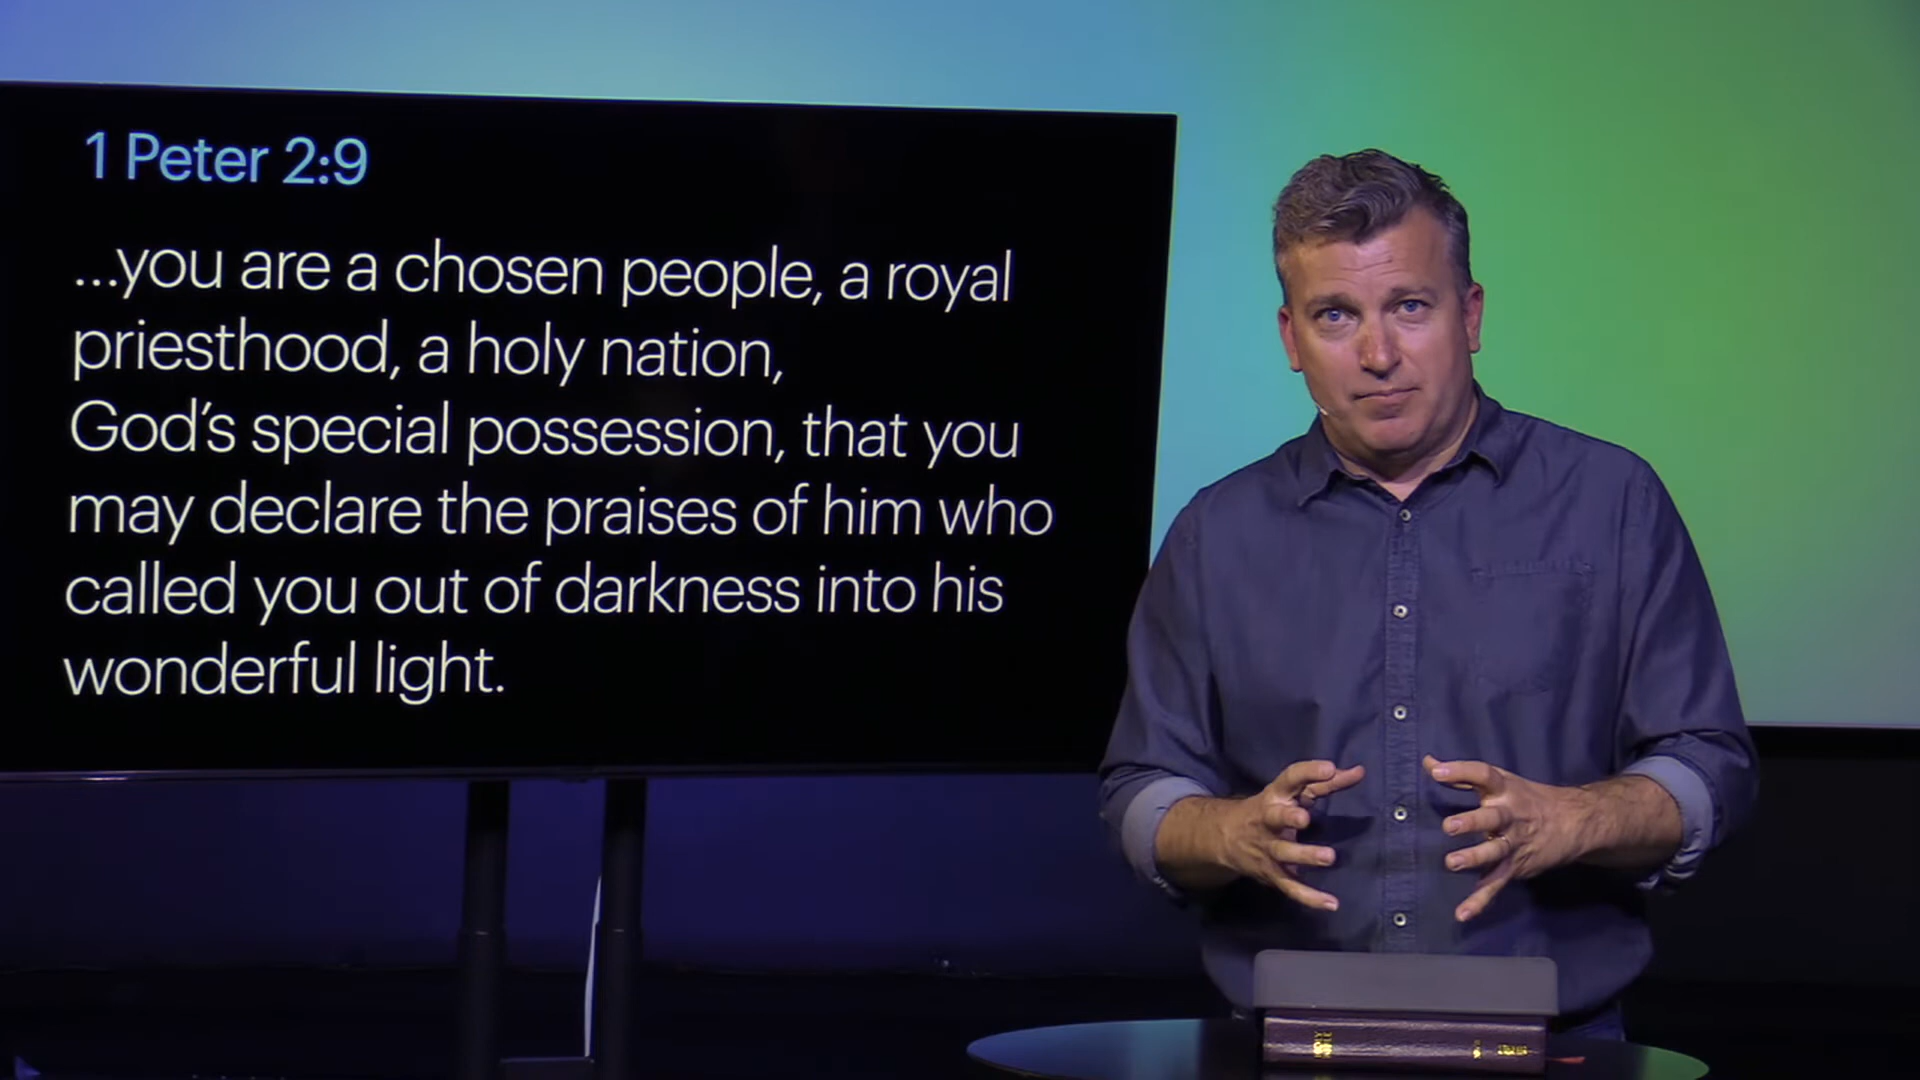 1 Peter 2:9
...you are a chosen people, a royal
priesthood, a holy nation,
God’s special possession, that you
may declare the praises of him who
called you out of darkness into his
wonderful light.